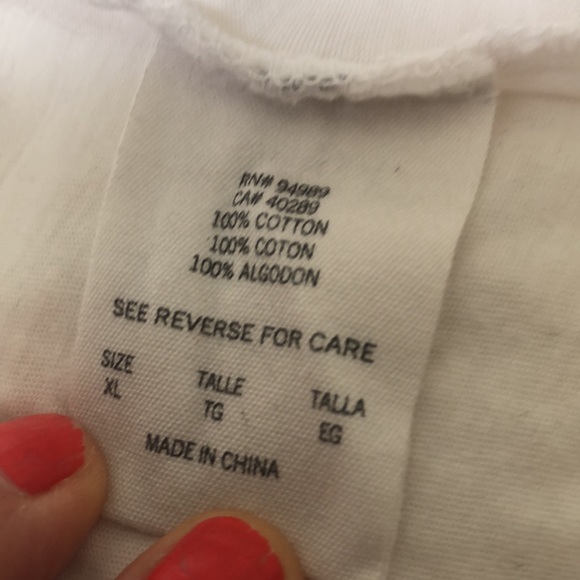 RN# 94989
CA# 40289
100% COTTON
100% COTON
100% ALGODON
SEE REVERSE FOR CARE
SIZE TALLE TALLA
XL TG EG
MADE IN CHINA